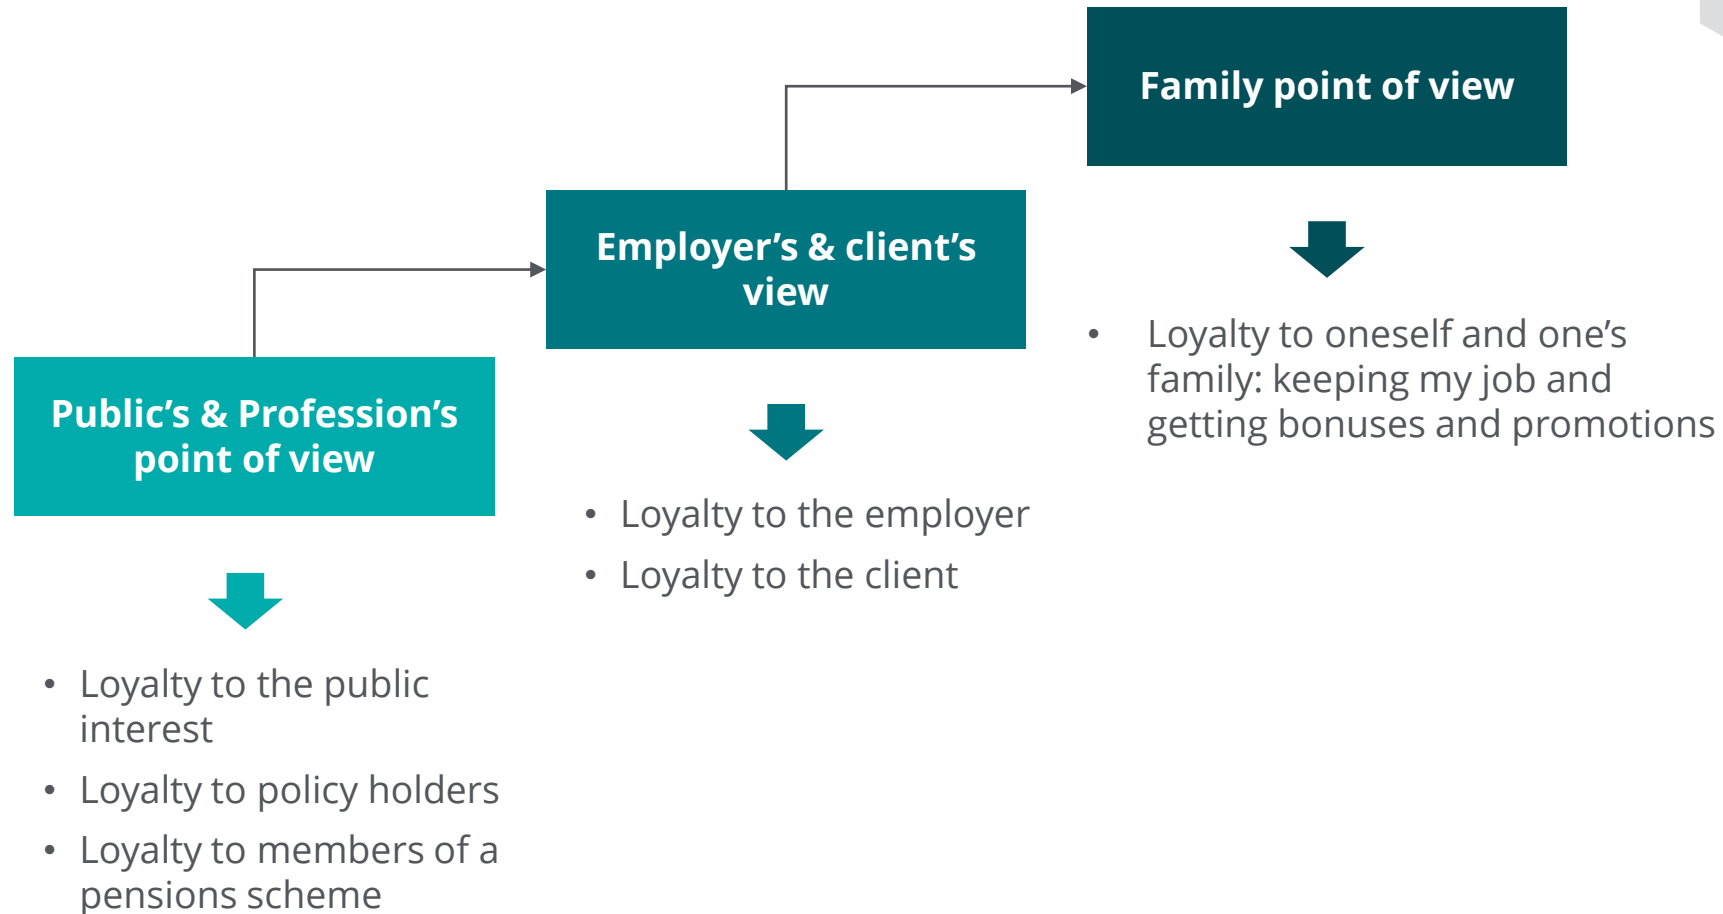 Family point of view
Employer’s & client’s
view
Public’s & Profession’s
point of view
• Loyalty to oneself and one’s
family: keeping my job and
getting bonuses and promotions
• Loyalty to the employer
• Loyalty to the client
• Loyalty to the public
interest
• Loyalty to policy holders
• Loyalty to members of a
pensions scheme